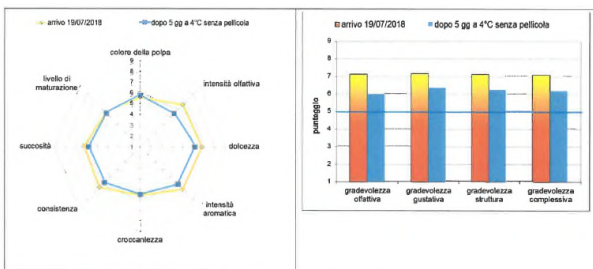 arrivo 19/07/2018 dopo 5 gg a 4°C senza pellicola
colore della polpa
9
8
7
6
5
4
3
2
1
livello di
maturazione
intensità olfattiva
succosità
dolcezza
consistenza
intensità
aromatica
croccantezza
arrivo 19/07/2018 dopo 5 gg a 4°C senza pellicola
punteggio
9
8
7
6
5
4
3
2
1
gradevolezza
olfattiva
gradevolezza
gustativa
gradevolezza
struttura
gradevolezza
complessiva